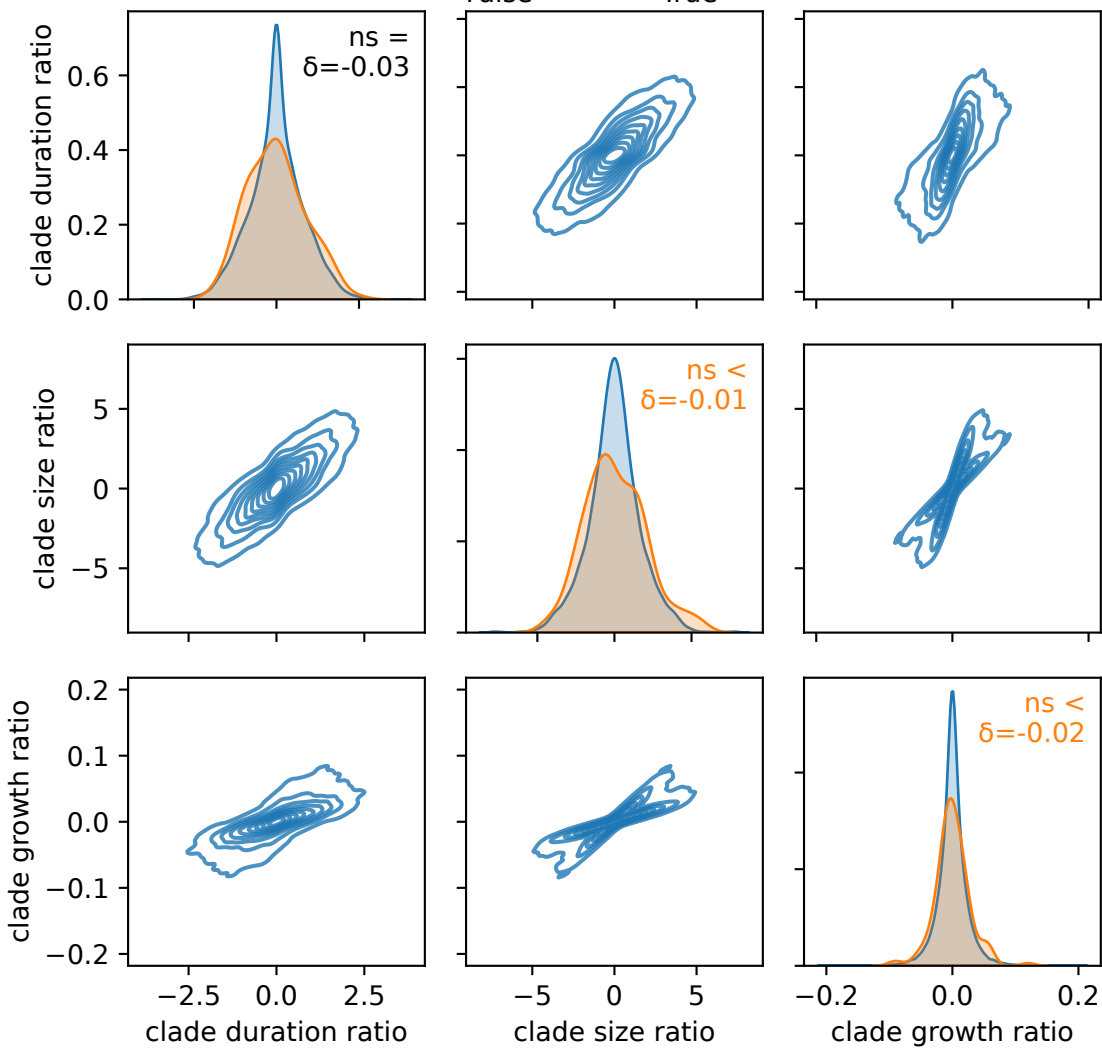 clade duration ratio
0.6
0.4
0.2
0.0
ns =
δ=-0.03
clade size ratio
5
0
−5
ns <
δ=-0.01
clade growth ratio
0.2
0.1
0.0
−0.1
−0.2
ns <
δ=-0.02
−2.5 0.0 2.5
−5 0 5
−0.2 0.0 0.2
clade duration ratio
clade size ratio
clade growth ratio